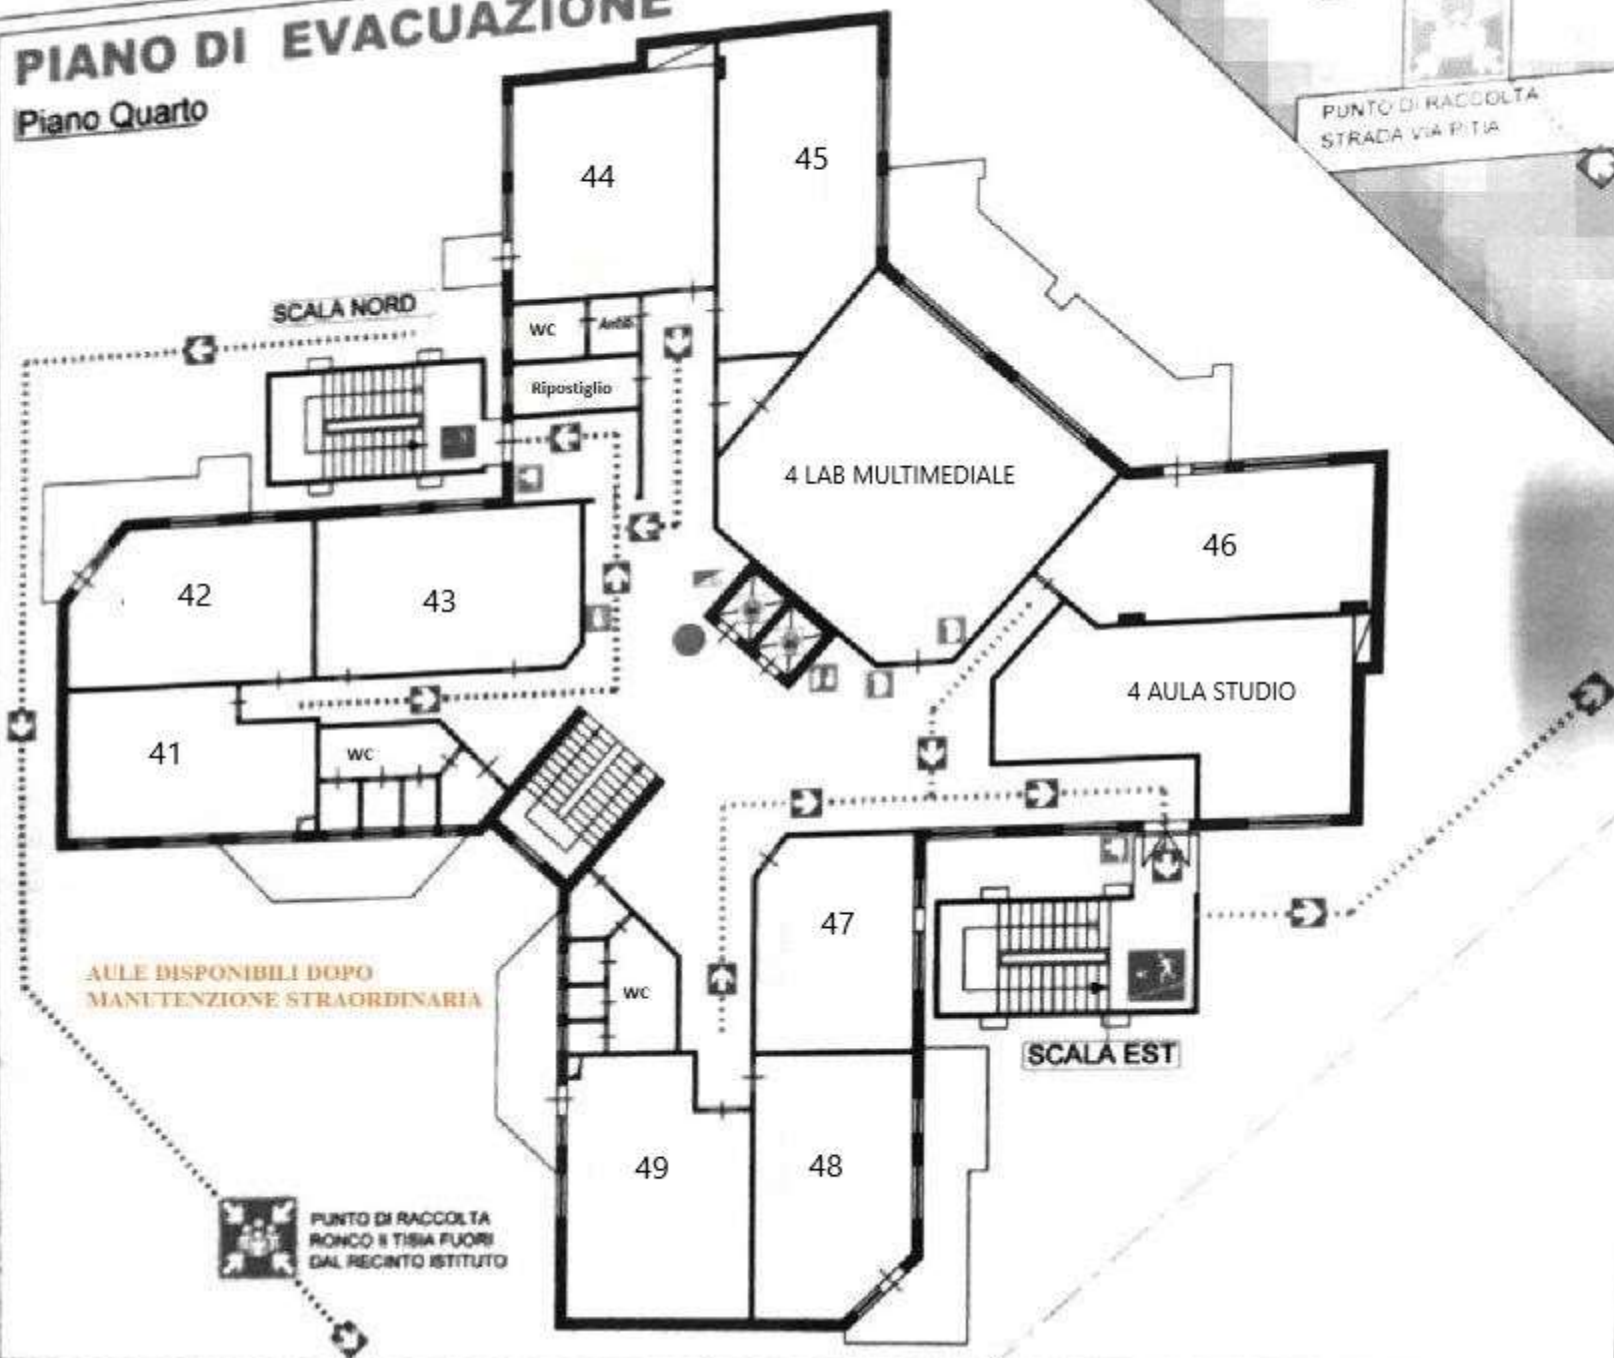 PIANO DI EVACUAZIONE
Piano Quarto
PUNTO DI RACCOLTA
STRADA VIA PITIA
44
45
SCALA NORD
WC
Antib.
Ripostiglio
4 LAB MULTIMEDIALE
46
42
43
4 AULA STUDIO
41
WC
47
AULE DISPONIBILI DOPO
MANUTENZIONE STRAORDINARIA
WC
SCALA EST
49
48
PUNTO DI RACCOLTA
RONCO II TISIA FUORI
DAL RECINTO ISTITUTO